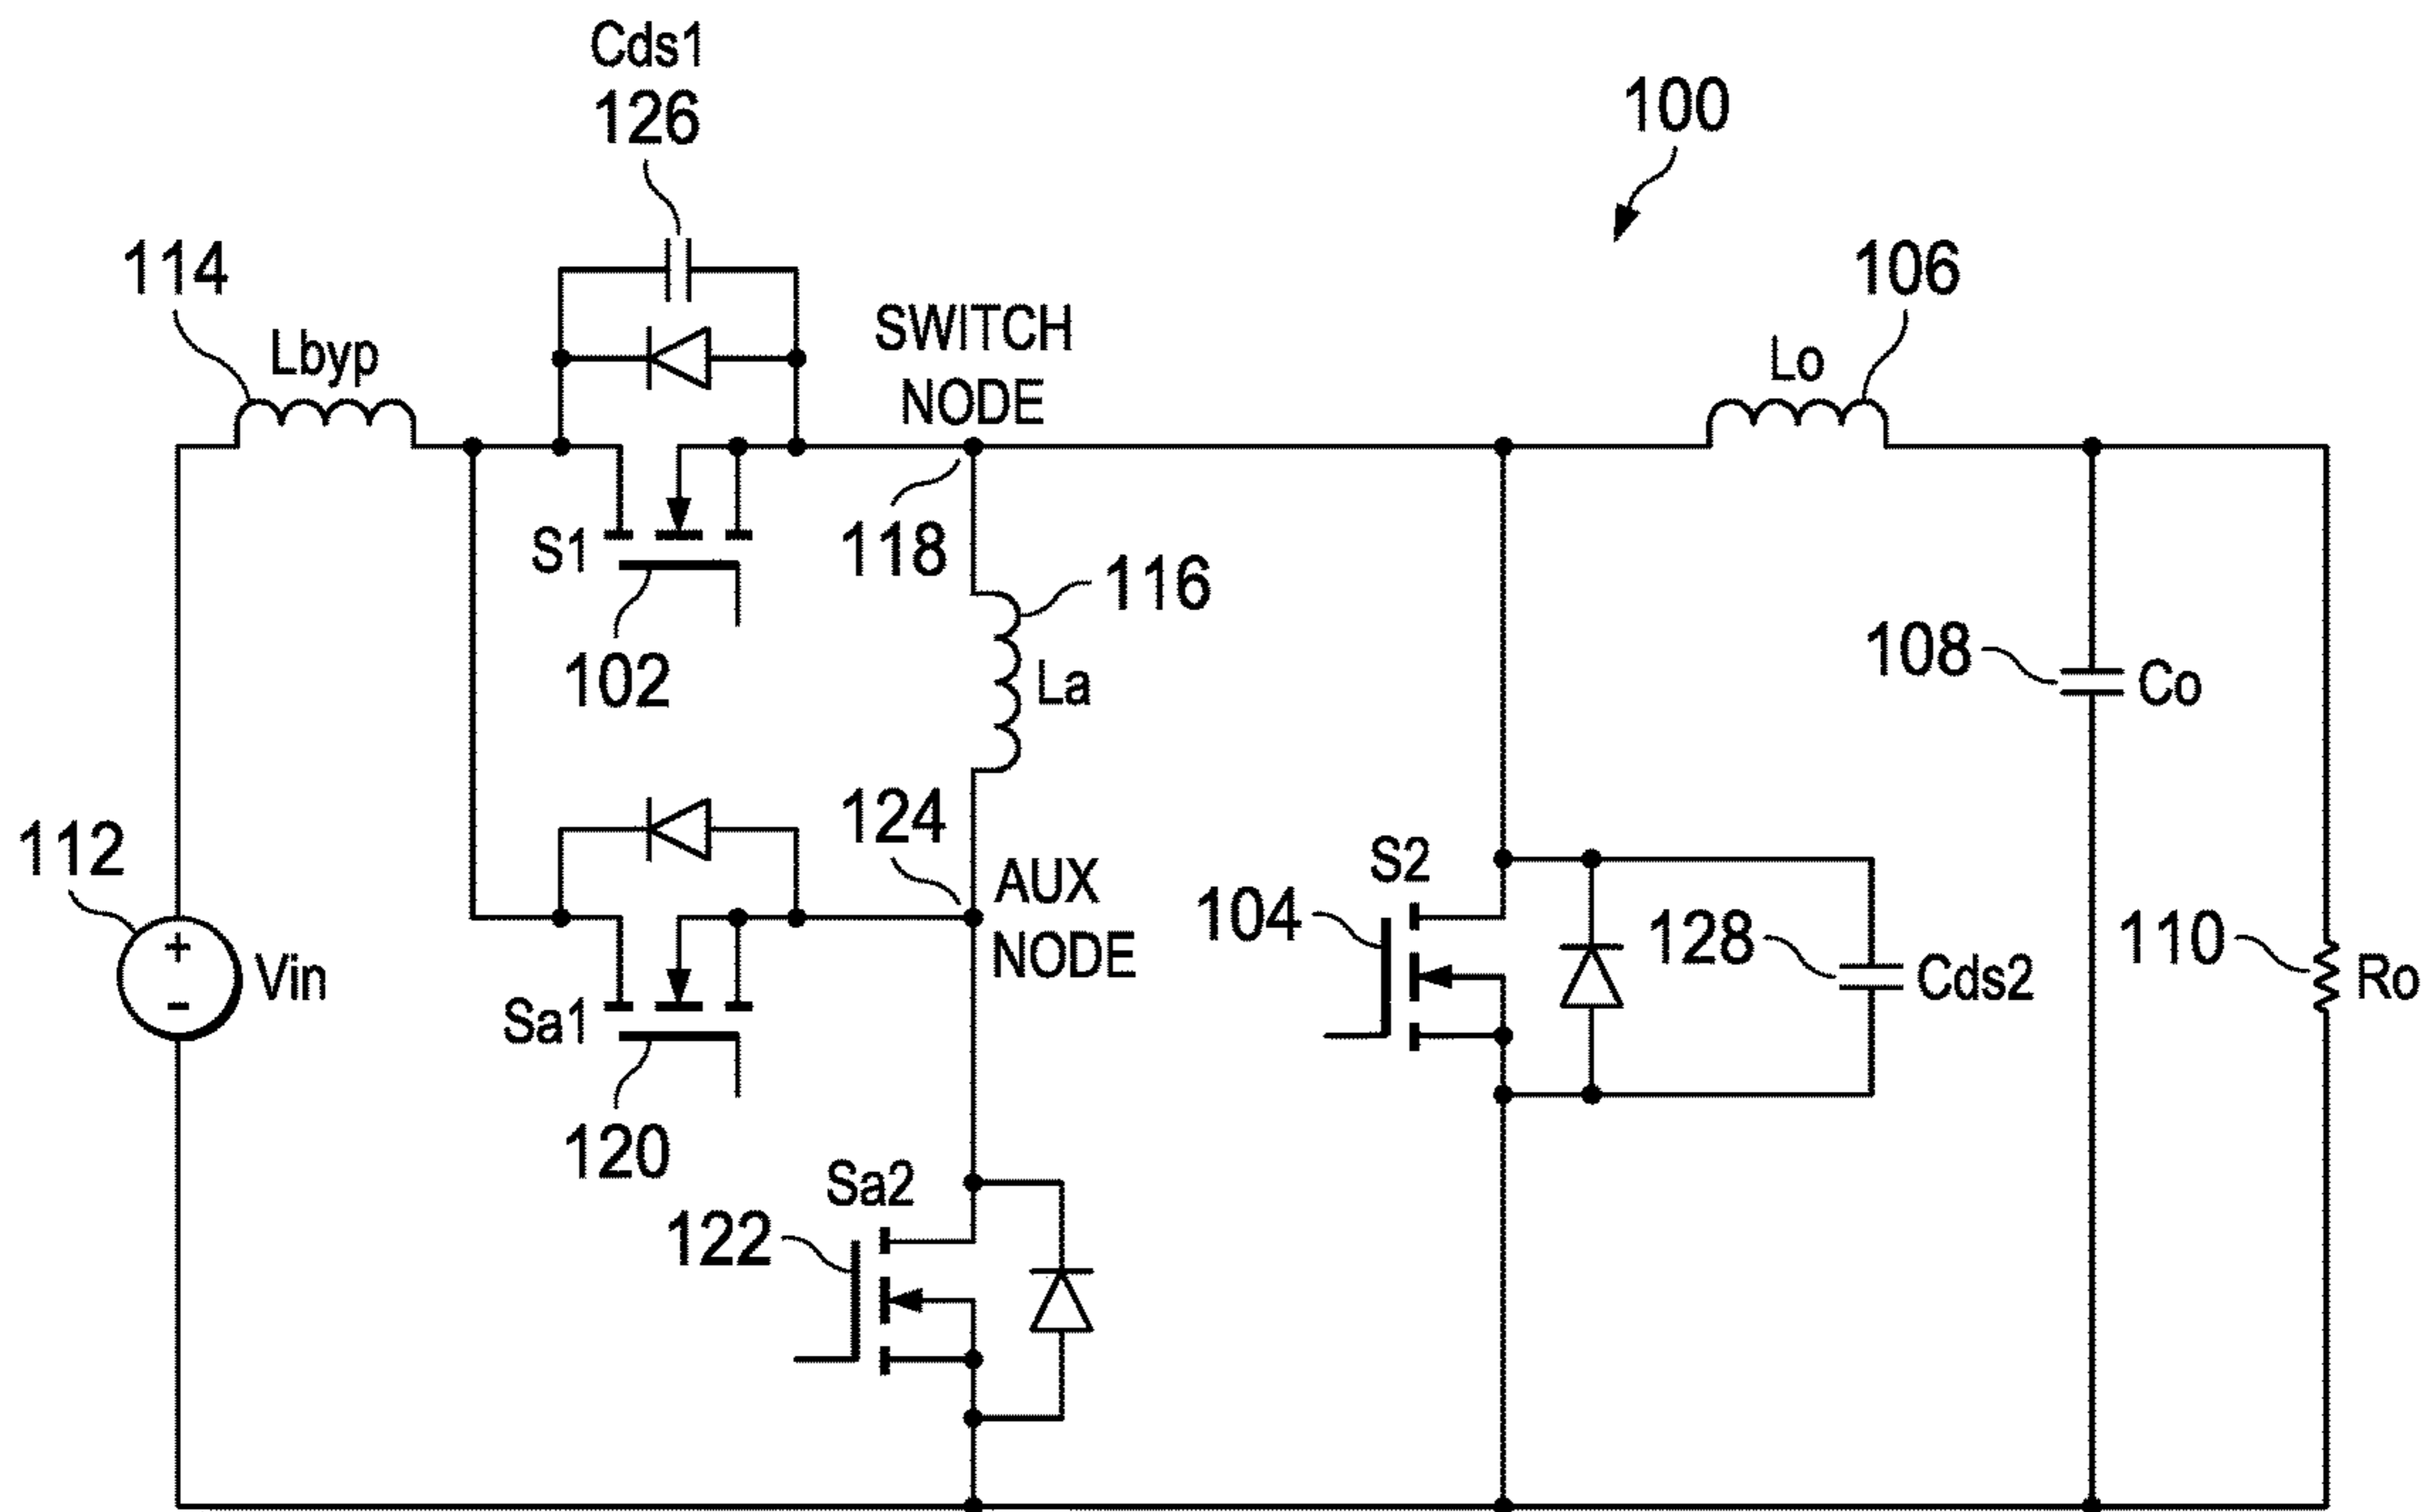 Cds1
126
100
114
Lbyp
SWITCH
NODE
106
Lo
S1
118
116
102
La
108
Co
124
112
AUX
NODE
S2
104
128
Cds2
110
Ro
+
-
Vin
Sa1
120
Sa2
122